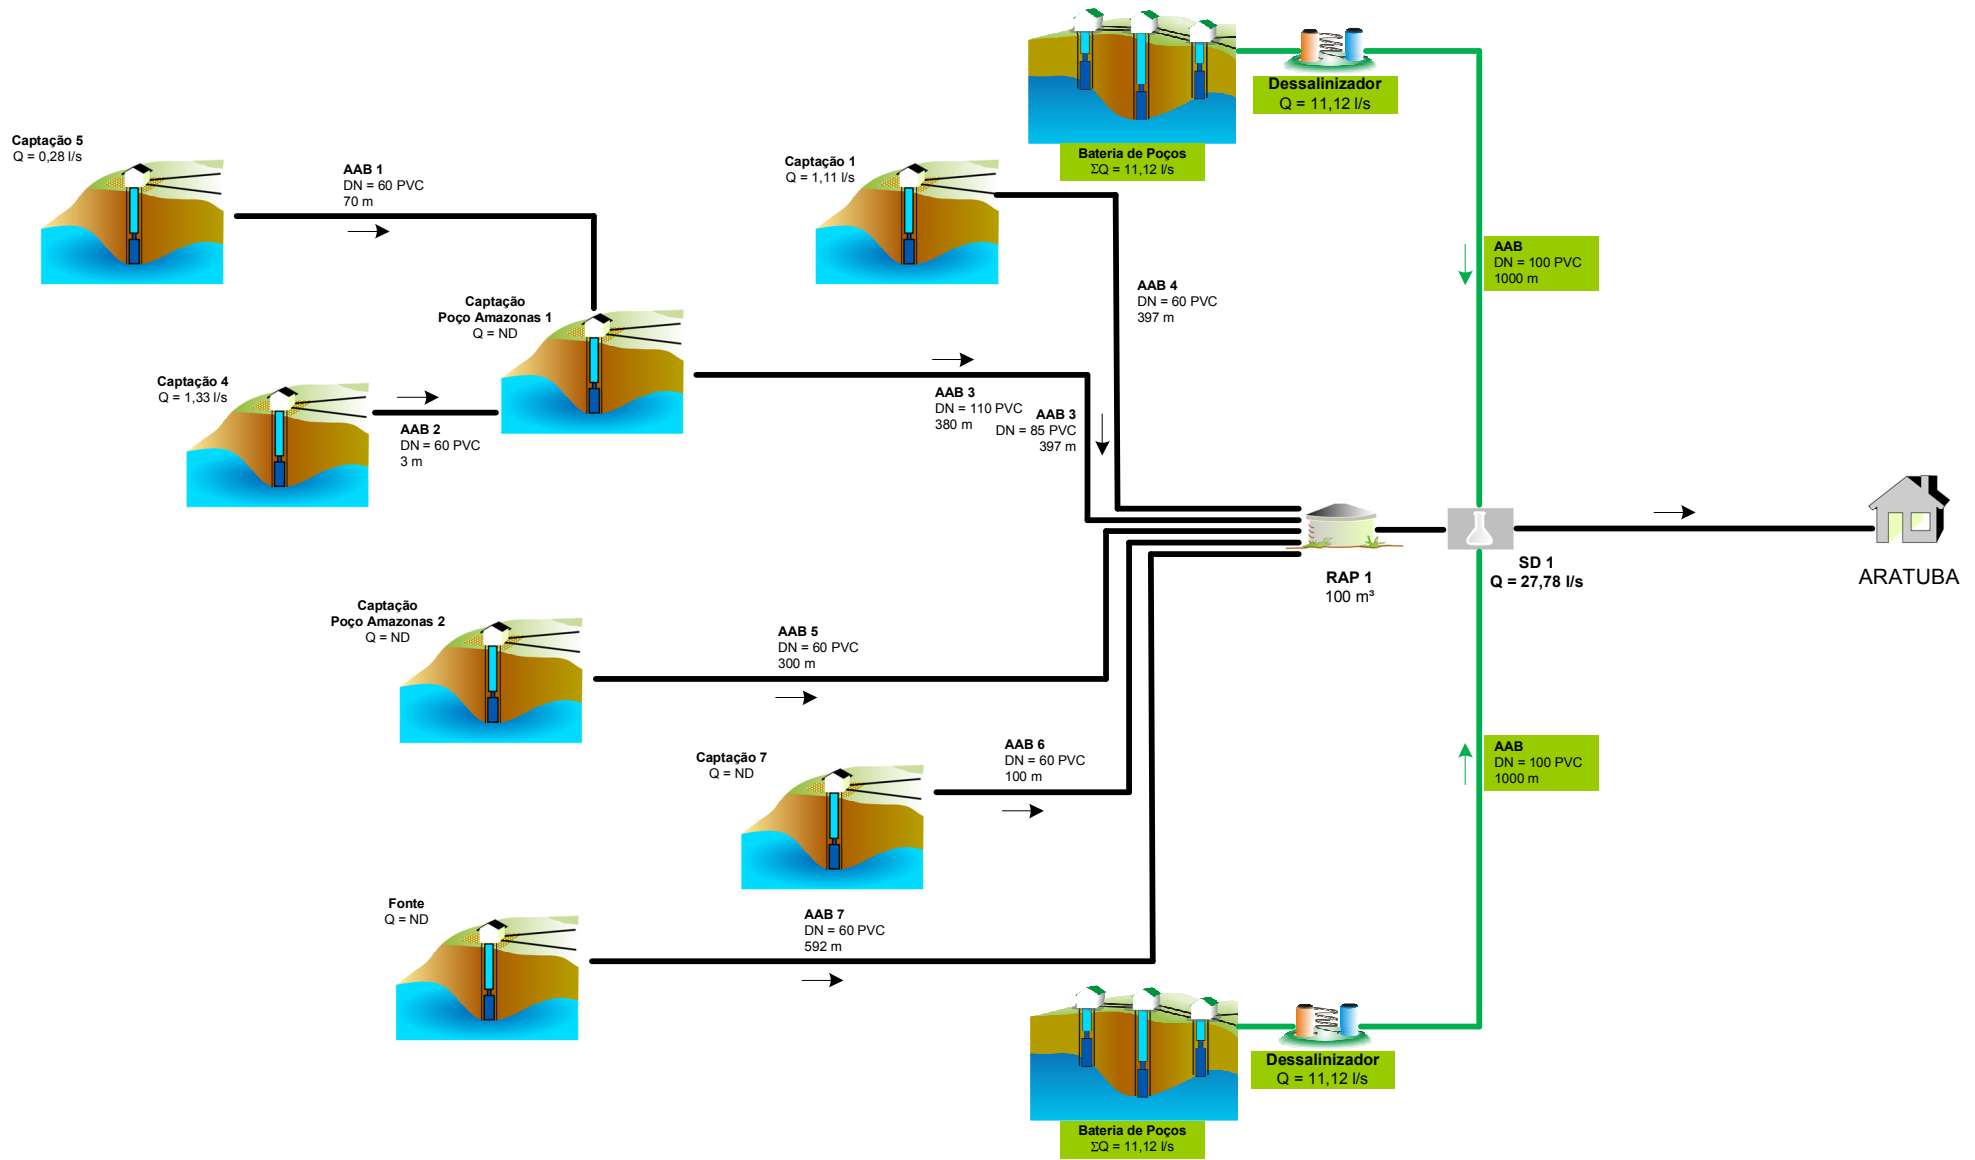 Dessalinizador
Q = 11,12 l/s
Captação 5
Q = 0,28 l/s
AAB 1
DN = 60 PVC
70 m
Captação 1
Q = 1,11 l/s
Bateria de Poços
ΣQ = 11,12 l/s
AAB
DN = 100 PVC
1000 m
AAB 4
DN = 60 PVC
397 m
Captação
Poço Amazonas 1
Q = ND
Captação 4
Q = 1,33 l/s
AAB 2
DN = 60 PVC
3 m
AAB 3
DN = 110 PVC
380 m
AAB 3
DN = 85 PVC
397 m
RAP 1
100 m³
SD 1
Q = 27,78 l/s
ARATUBA
Captação
Poço Amazonas 2
Q = ND
AAB 5
DN = 60 PVC
300 m
Captação 7
Q = ND
AAB 6
DN = 60 PVC
100 m
AAB
DN = 100 PVC
1000 m
Fonte
Q = ND
AAB 7
DN = 60 PVC
592 m
Dessalinizador
Q = 11,12 l/s
Bateria de Poços
ΣQ = 11,12 l/s